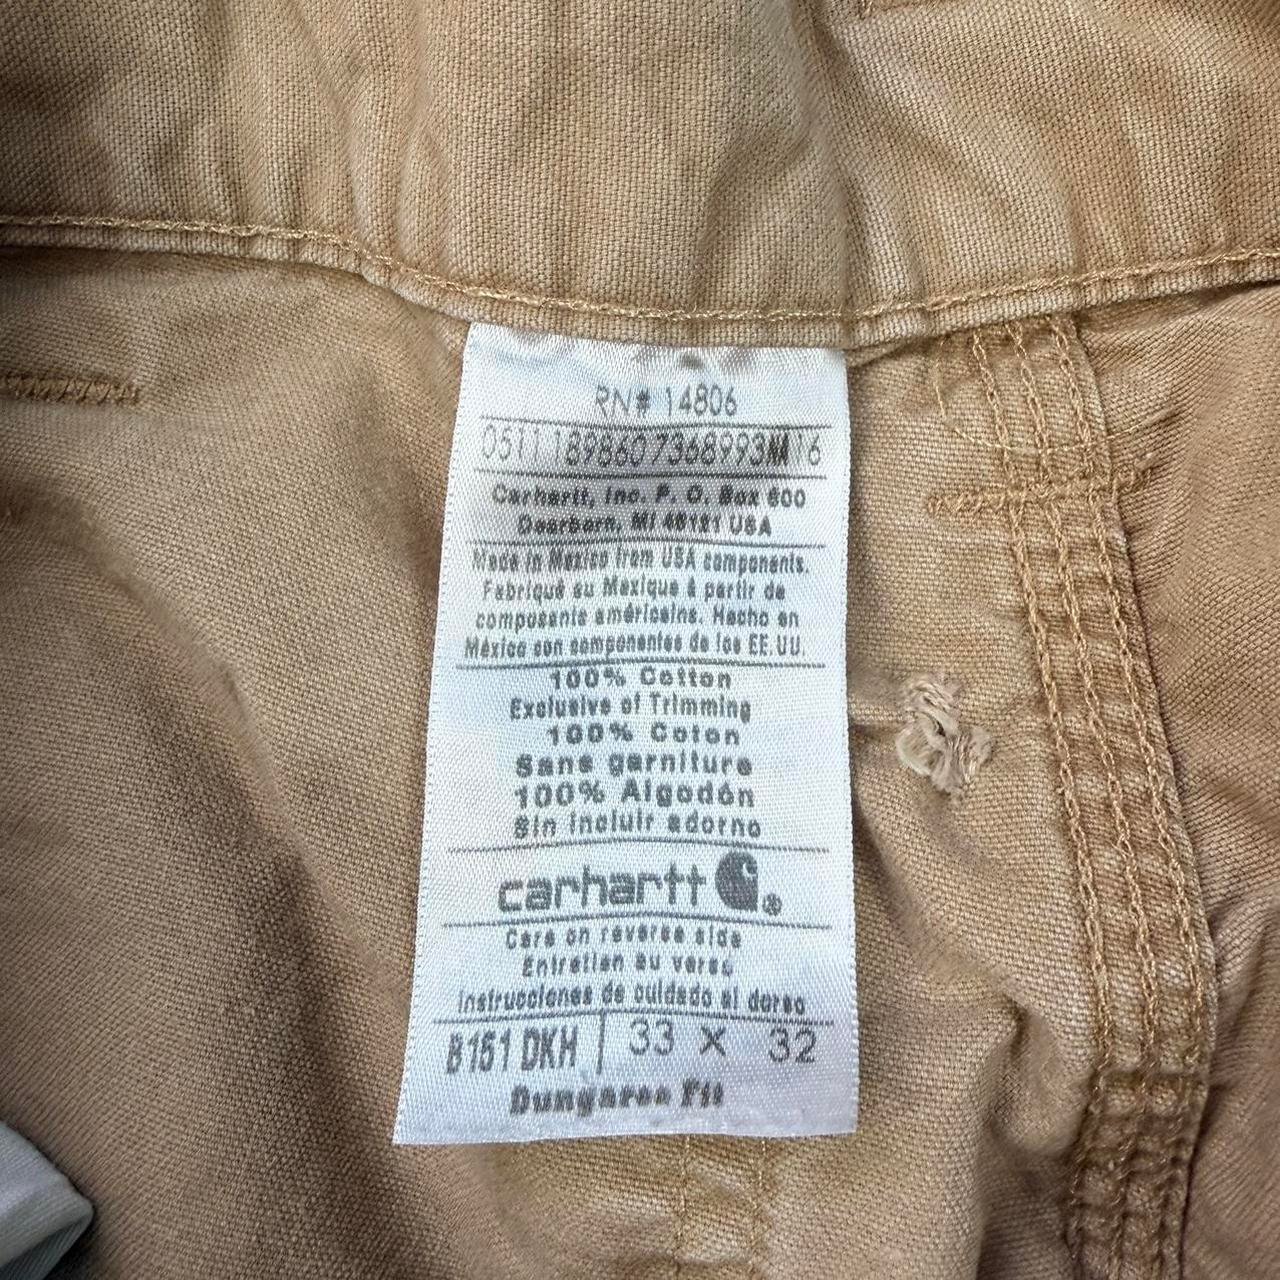 RN# 14806
0511 1898607368993NA 16
Carhartt, Inc. P. O. Box 600
Dearborn, MI 48121 USA
Made in Mexico from USA components.
Fabriqué au Mexique à partir de
composants américains. Hecho en
México con componentes de los EE.UU.
100% Cotton
Exclusive of Trimming
100% Coton
Sans garniture
100% Algodón
Sin incluir adorno
carhartt ®
Care on reverse side
Entretien au verso
Instrucciones de cuidado al dorso
B151 DKH 33 X 32
Dungaree Fit